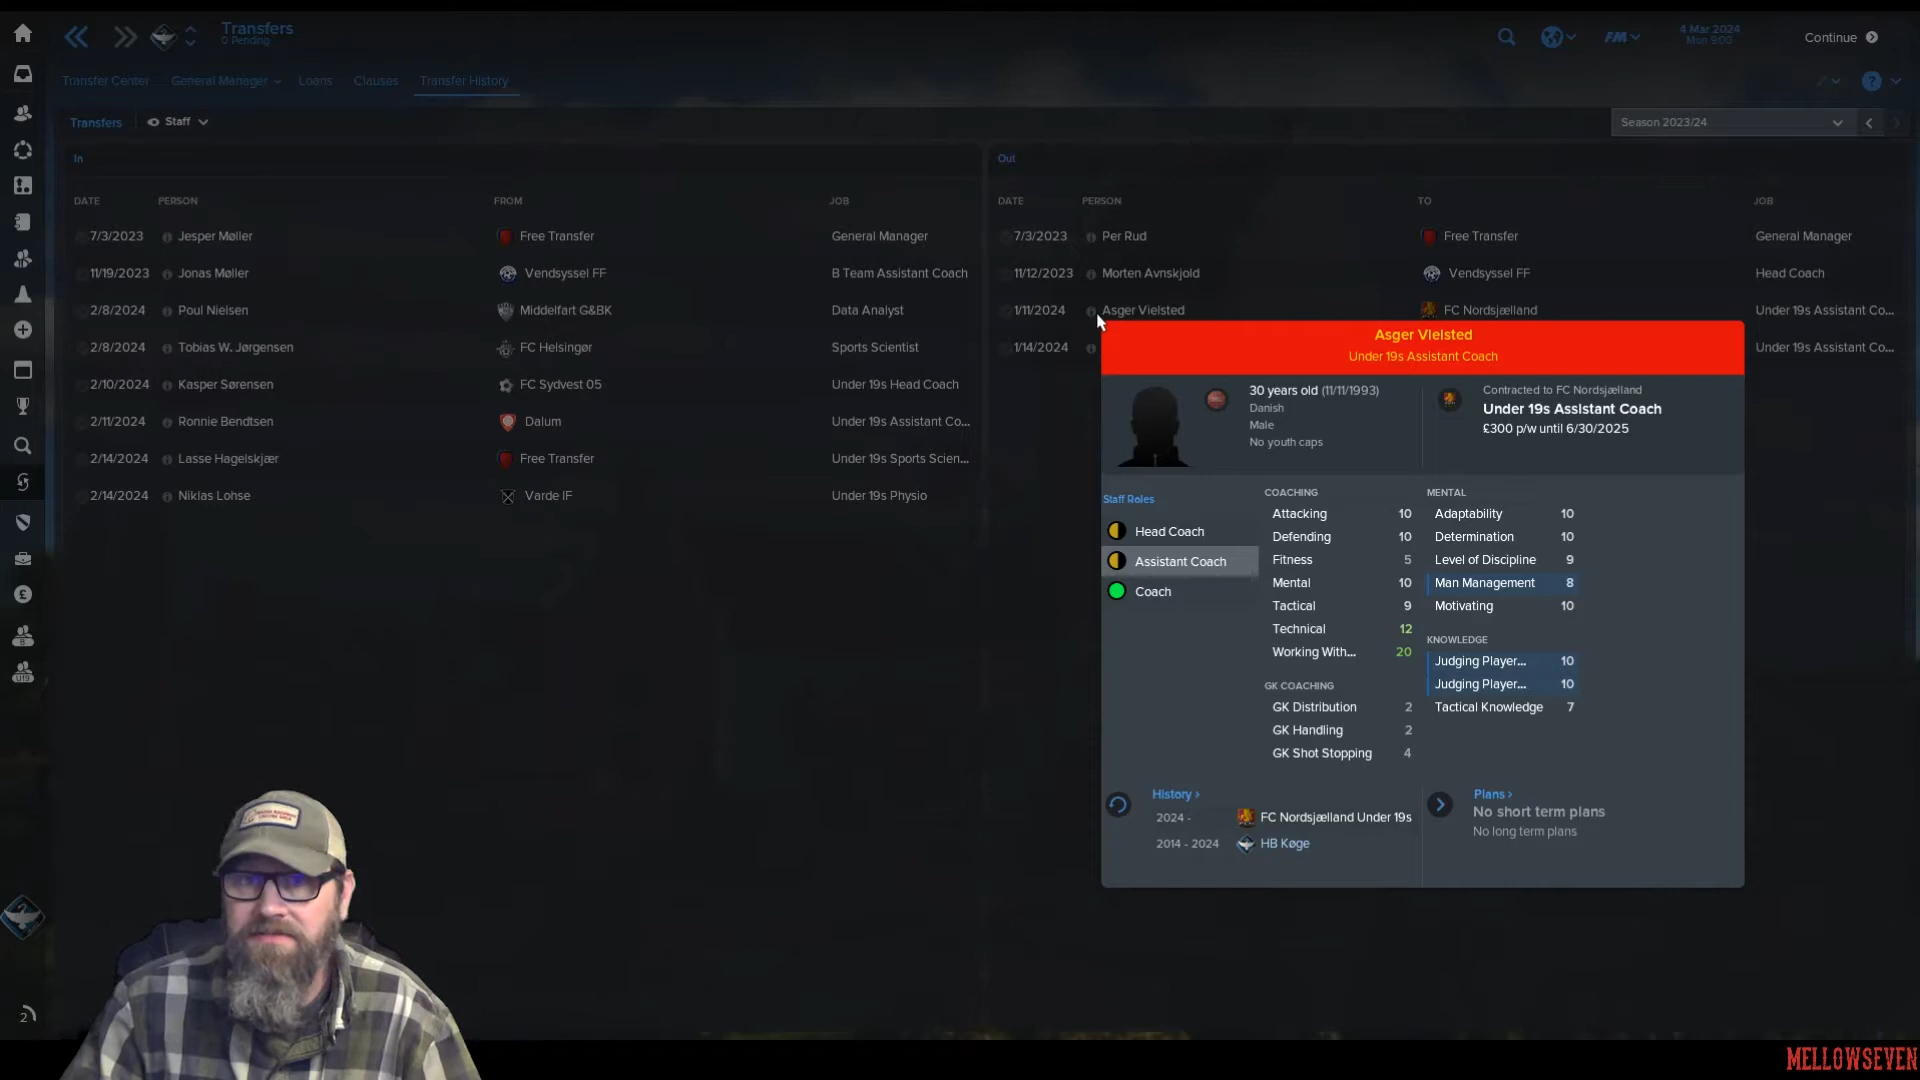 Transfers
0 Pending
4 Mar 2024
Mon 9:00
Continue
FM
Transfer Center General Manager Loans Clauses Transfer History
?
Transfers Staff
Season 2023/24
In
DATE PERSON FROM JOB
7/3/2023 Jesper Møller Free Transfer General Manager
11/19/2023 Jonas Møller Vendsyssel FF B Team Assistant Coach
2/8/2024 Poul Nielsen Middelfart G&BK Data Analyst
2/8/2024 Tobias W. Jørgensen FC Helsingør Sports Scientist
2/10/2024 Kasper Sørensen FC Sydvest 05 Under 19s Head Coach
2/11/2024 Ronnie Bendtsen Dalum Under 19s Assistant Co...
2/14/2024 Lasse Hagelskjær Free Transfer Under 19s Sports Scien...
2/14/2024 Niklas Lohse Varde IF Under 19s Physio
Out
DATE PERSON TO JOB
7/3/2023 Per Rud Free Transfer General Manager
11/12/2023 Morten Avnskjold Vendsyssel FF Head Coach
1/11/2024 Asger Vielsted FC Nordsjælland Under 19s Assistant Co...
1/14/2024 Under 19s Assistant Co...
Asger Vielsted
Under 19s Assistant Coach
30 years old (11/11/1993)
Danish
Male
No youth caps
Contracted to FC Nordsjælland
Under 19s Assistant Coach
£300 p/w until 6/30/2025
Staff Roles
Head Coach
Assistant Coach
Coach
COACHING
Attacking 10
Defending 10
Fitness 5
Mental 10
Tactical 9
Technical 12
Working With... 20
GK COACHING
GK Distribution 2
GK Handling 2
GK Shot Stopping 4
MENTAL
Adaptability 10
Determination 10
Level of Discipline 9
Man Management 8
Motivating 10
KNOWLEDGE
Judging Player... 10
Judging Player... 10
Tactical Knowledge 7
History ›
2024 - FC Nordsjælland Under 19s
2014 - 2024 HB Køge
Plans ›
No short term plans
No long term plans
2
MELLOWSEVEN